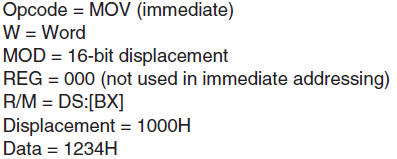 Opcode = MOV (immediate)
W = Word
MOD = 16-bit displacement
REG = 000 (not used in immediate addressing)
R/M = DS:[BX]
Displacement = 1000H
Data = 1234H